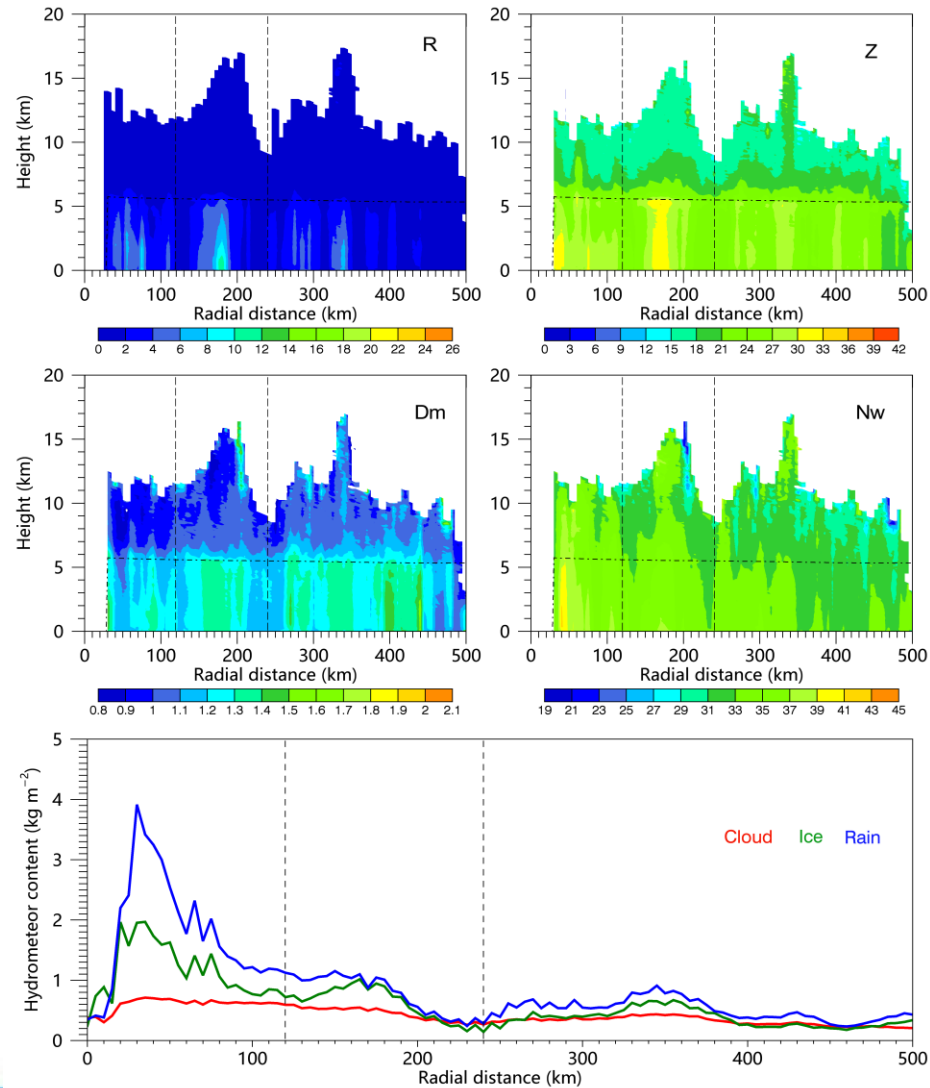 20
15
10
5
0
Height (km)
R
0 100 200 300 400 500
Radial distance (km)
0 2 4 6 8 10 12 14 16 18 20 22 24 26
20
15
10
5
0
Z
0 100 200 300 400 500
Radial distance (km)
0 3 6 9 12 15 18 21 24 27 30 33 36 39 42
20
15
10
5
0
Height (km)
Dm
0 100 200 300 400 500
Radial distance (km)
0.8 0.9 1 1.1 1.2 1.3 1.4 1.5 1.6 1.7 1.8 1.9 2 2.1
20
15
10
5
0
Nw
0 100 200 300 400 500
Radial distance (km)
19 21 23 25 27 29 31 33 35 37 39 41 43 45
5
4
3
2
1
0
Hydrometeor content (kg m⁻²)
Cloud Ice Rain
0 100 200 300 400 500
Radial distance (km)